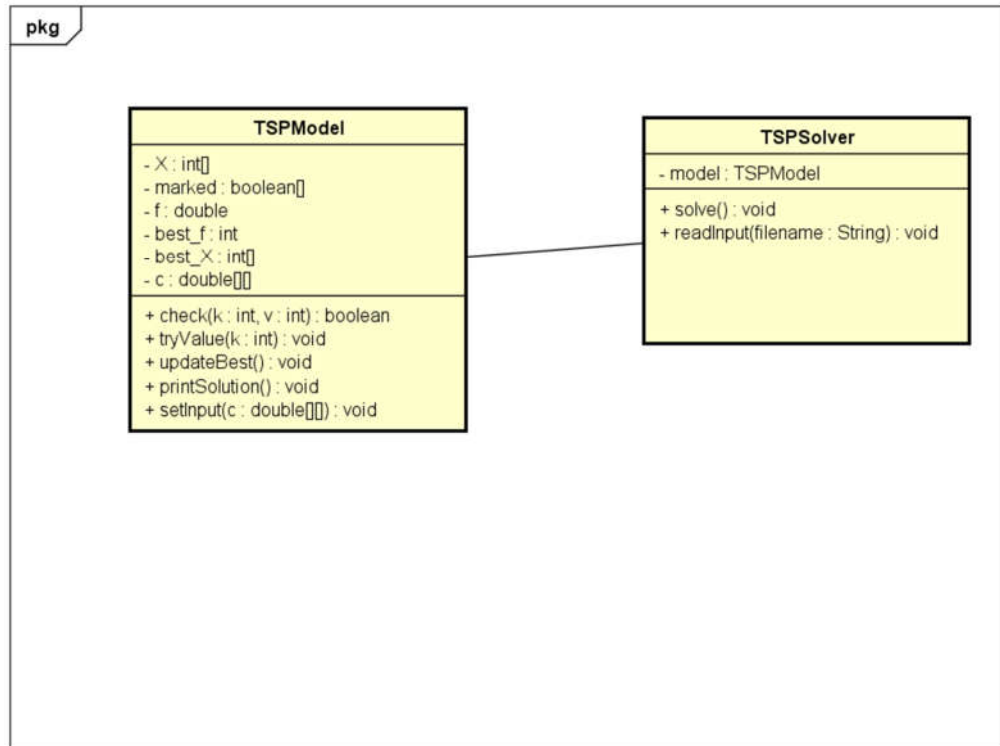 pkg
TSPModel
- X : int[]
- marked : boolean[]
- f : double
- best_f : int
- best_X : int[]
- c : double[][]
+ check(k : int, v : int) : boolean
+ tryValue(k : int) : void
+ updateBest() : void
+ printSolution() : void
+ setInput(c : double[][]) : void
TSPSolver
- model : TSPModel
+ solve() : void
+ readInput(filename : String) : void